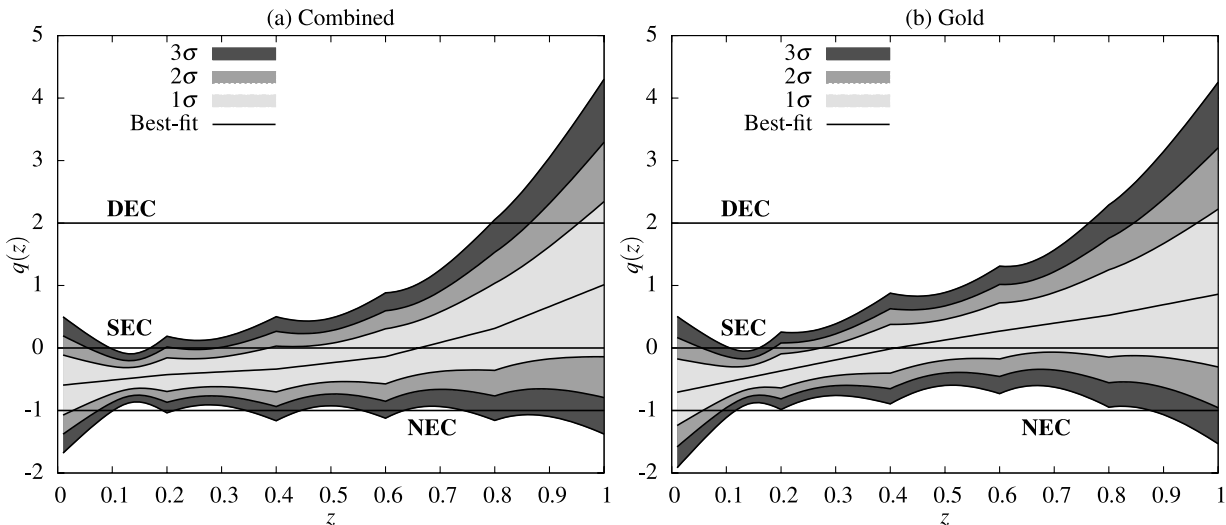 (a) Combined
5
4
3
2
1
0
-1
-2
q(z)
3σ
2σ
1σ
Best-fit
DEC
SEC
NEC
0 0.1 0.2 0.3 0.4 0.5 0.6 0.7 0.8 0.9 1
z
(b) Gold
5
4
3
2
1
0
-1
-2
q(z)
3σ
2σ
1σ
Best-fit
DEC
SEC
NEC
0 0.1 0.2 0.3 0.4 0.5 0.6 0.7 0.8 0.9 1
z